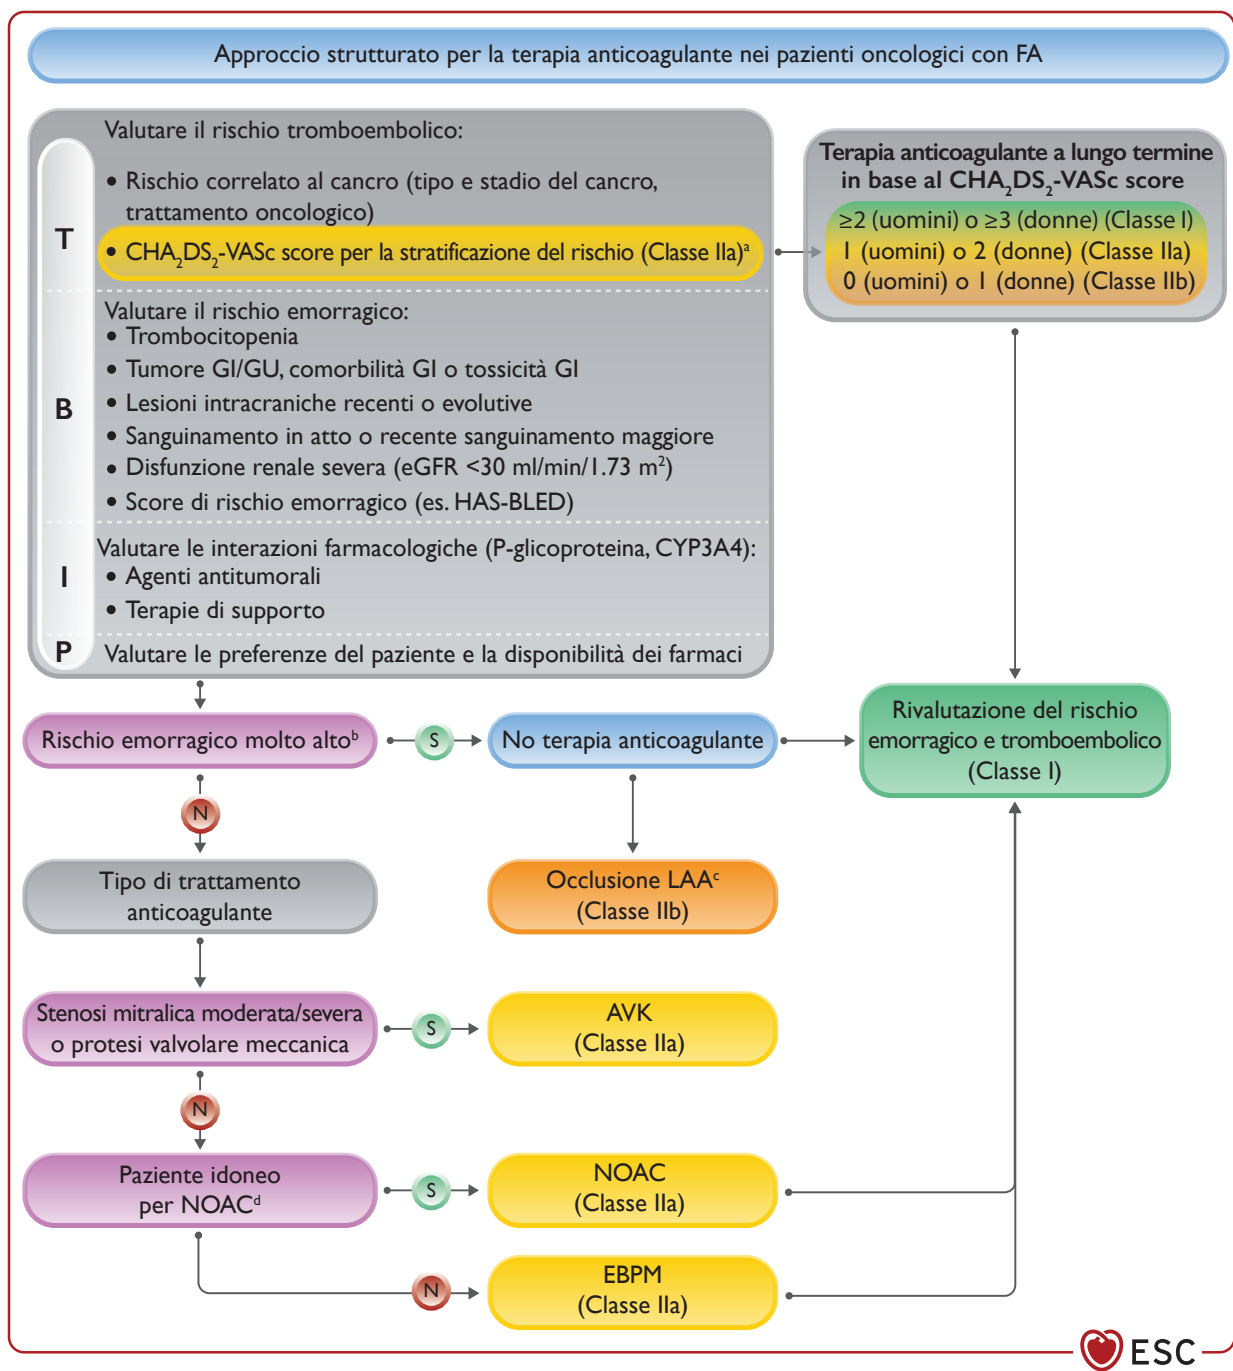 Approccio strutturato per la terapia anticoagulante nei pazienti oncologici con FA
T
Valutare il rischio tromboembolico:
• Rischio correlato al cancro (tipo e stadio del cancro,
trattamento oncologico)
• CHA₂DS₂-VASc score per la stratificazione del rischio (Classe IIa)ᵃ
Terapia anticoagulante a lungo termine
in base al CHA₂DS₂-VASc score
≥2 (uomini) o ≥3 (donne) (Classe I)
1 (uomini) o 2 (donne) (Classe IIa)
0 (uomini) o 1 (donne) (Classe IIb)
B
Valutare il rischio emorragico:
• Trombocitopenia
• Tumore GI/GU, comorbilità GI o tossicità GI
• Lesioni intracraniche recenti o evolutive
• Sanguinamento in atto o recente sanguinamento maggiore
• Disfunzione renale severa (eGFR <30 ml/min/1.73 m²)
• Score di rischio emorragico (es. HAS-BLED)
I
Valutare le interazioni farmacologiche (P-glicoproteina, CYP3A4):
• Agenti antitumorali
• Terapie di supporto
P
Valutare le preferenze del paziente e la disponibilità dei farmaci
Rischio emorragico molto altoᵇ
S
No terapia anticoagulante
Rivalutazione del rischio
emorragico e tromboembolico
(Classe I)
N
Tipo di trattamento
anticoagulante
Occlusione LAAᶜ
(Classe IIb)
Stenosi mitralica moderata/severa
o protesi valvolare meccanica
S
AVK
(Classe IIa)
N
Paziente idoneo
per NOACᵈ
S
NOAC
(Classe IIa)
N
EBPM
(Classe IIa)
ESC